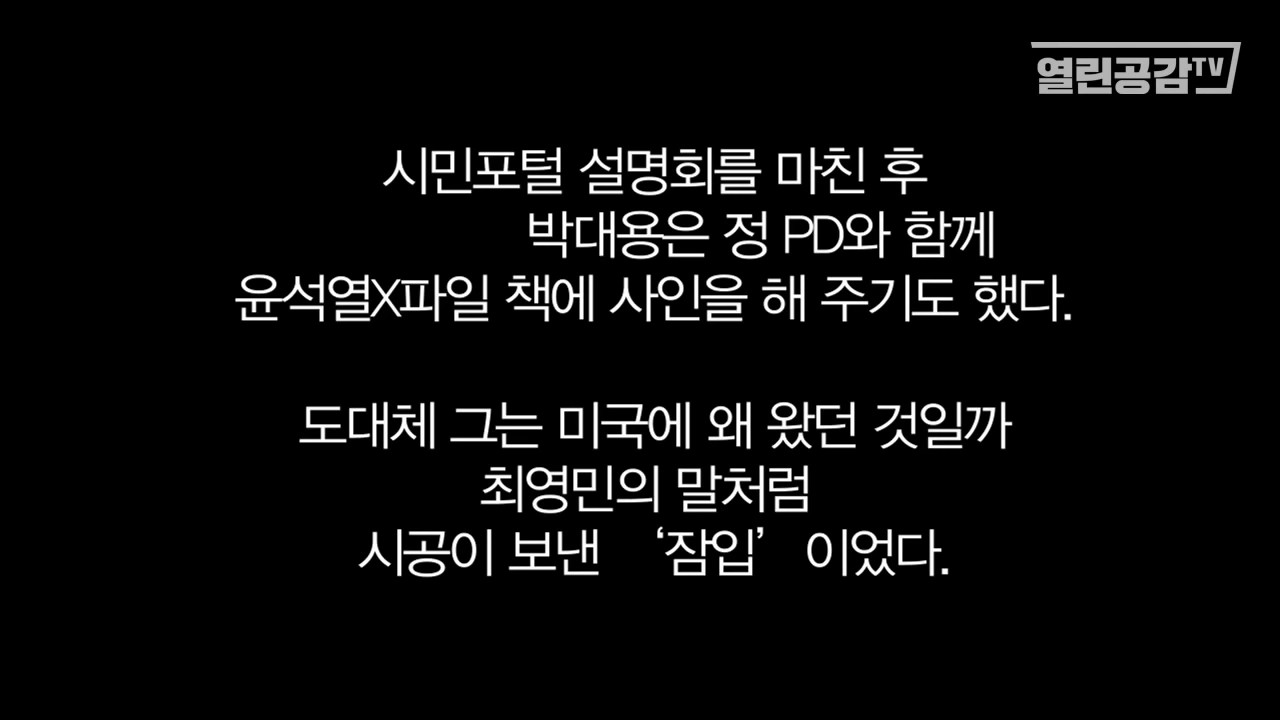 열린공감TV
시민포털 설명회를 마친 후
박대용은 정 PD와 함께
윤석열X파일 책에 사인을 해 주기도 했다.
도대체 그는 미국에 왜 왔던 것일까
최영민의 말처럼
시공이 보낸 ‘잠입’ 이었다.